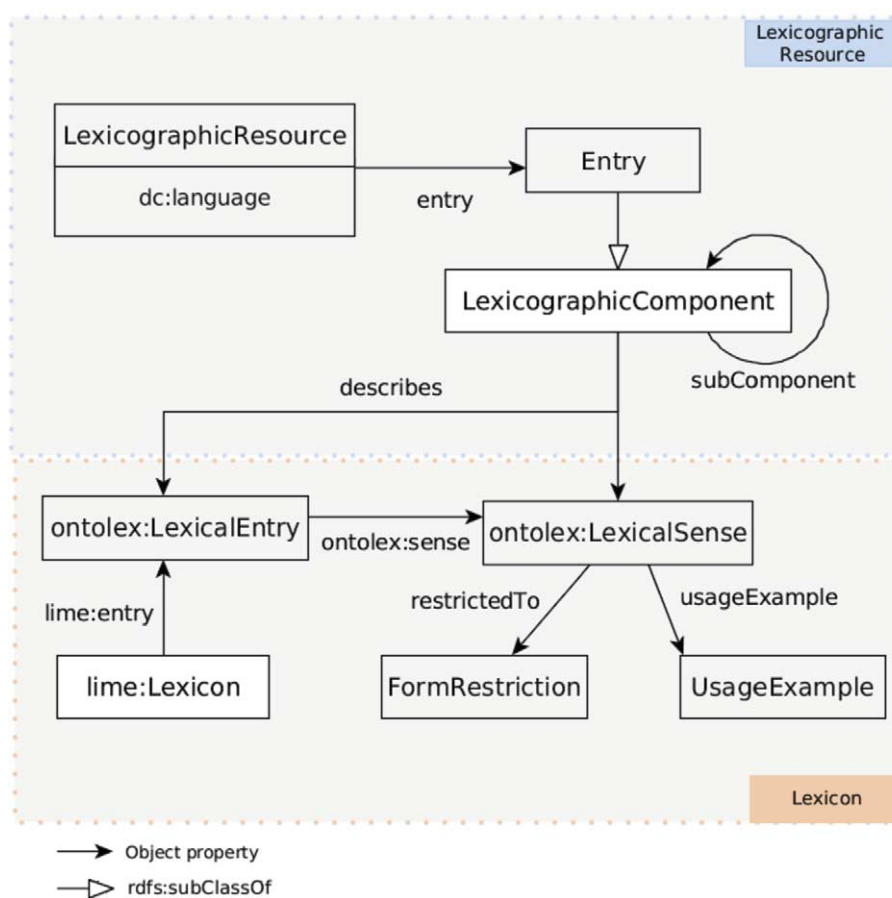 Lexicographic
Resource
LexicographicResource
dc:language
entry
Entry
LexicographicComponent
subComponent
describes
ontolex:LexicalEntry
ontolex:sense
ontolex:LexicalSense
lime:entry
restrictedTo
usageExample
lime:Lexicon
FormRestriction
UsageExample
Lexicon
Object property
rdfs:subClassOf